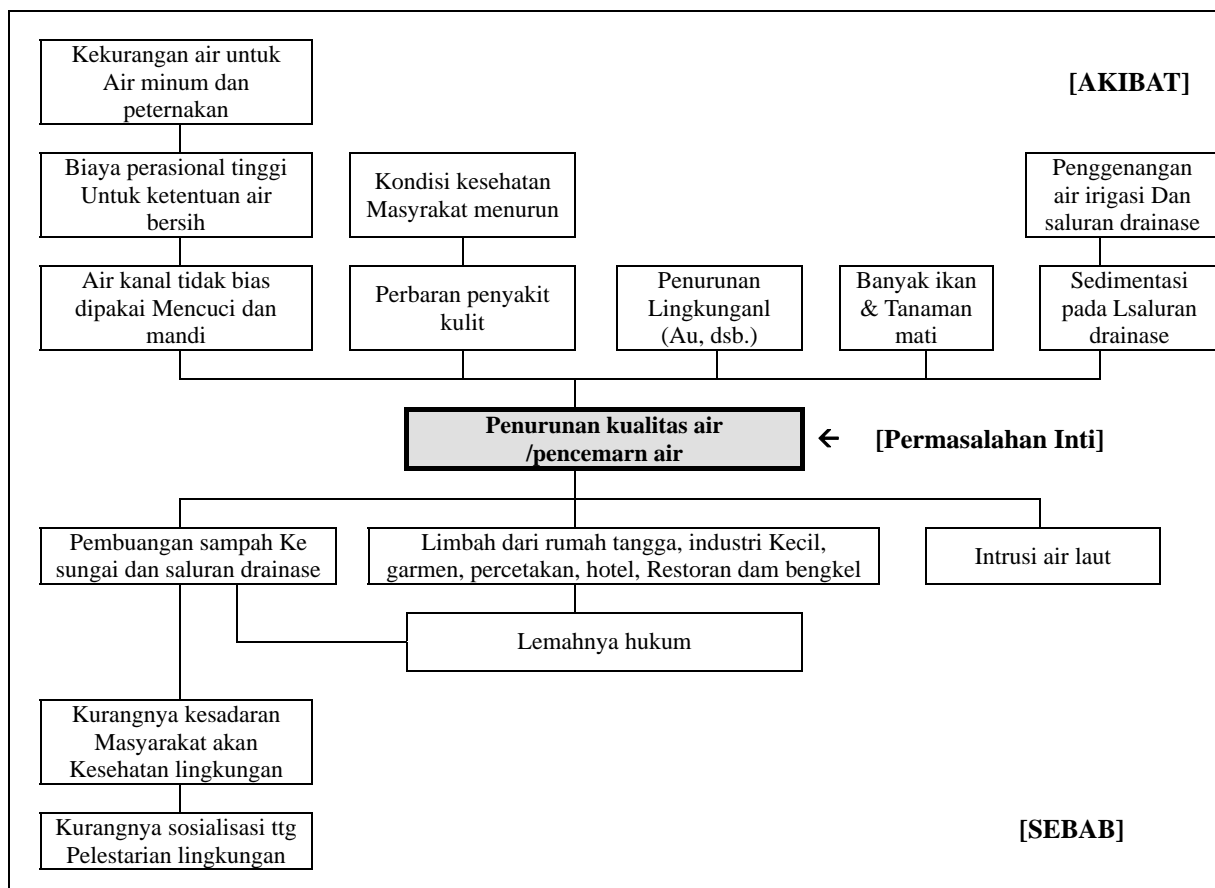 Kekurangan air untuk
Air minum dan
peternakan
[AKIBAT]
Biaya perasional tinggi
Untuk ketentuan air
bersih
Kondisi kesehatan
Masyrakat menurun
Penggenangan
air irigasi Dan
saluran drainase
Air kanal tidak bias
dipakai Mencuci dan
mandi
Perbaran penyakit
kulit
Penurunan
Lingkunganl
(Au, dsb.)
Banyak ikan
& Tanaman
mati
Sedimentasi
pada Lsaluran
drainase
Penurunan kualitas air
/pencemarn air
← [Permasalahan Inti]
Pembuangan sampah Ke
sungai dan saluran drainase
Limbah dari rumah tangga, industri Kecil,
garmen, percetakan, hotel, Restoran dam bengkel
Intrusi air laut
Lemahnya hukum
Kurangnya kesadaran
Masyarakat akan
Kesehatan lingkungan
Kurangnya sosialisasi ttg
Pelestarian lingkungan
[SEBAB]